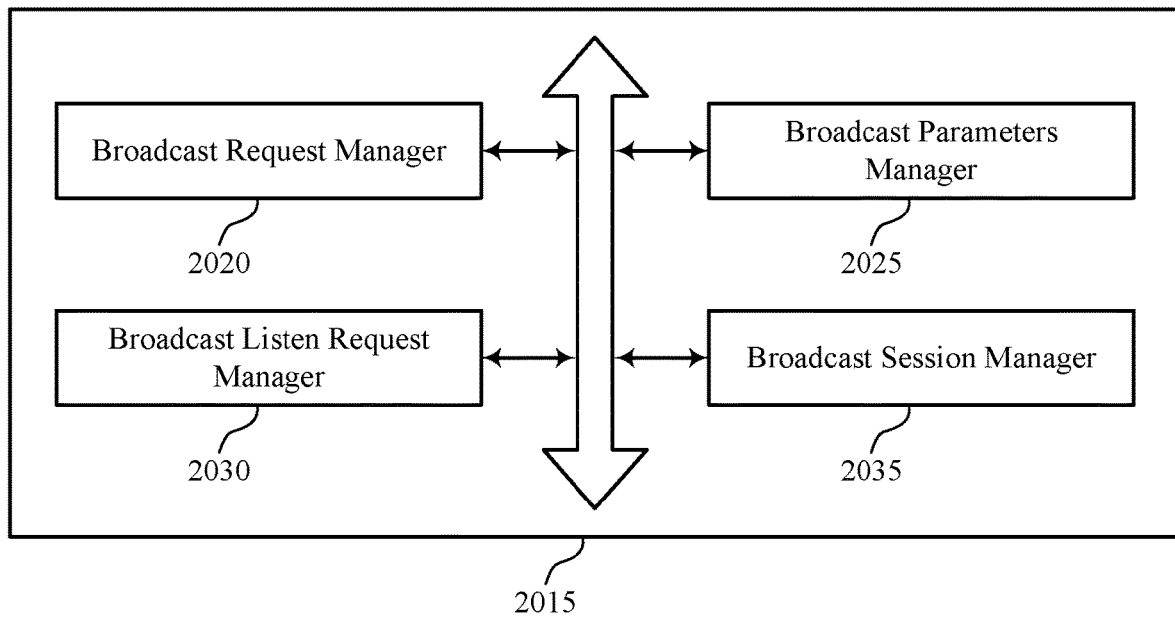 Broadcast Request Manager
2020
Broadcast Parameters
Manager
2025
Broadcast Listen Request
Manager
2030
Broadcast Session Manager
2035
2015